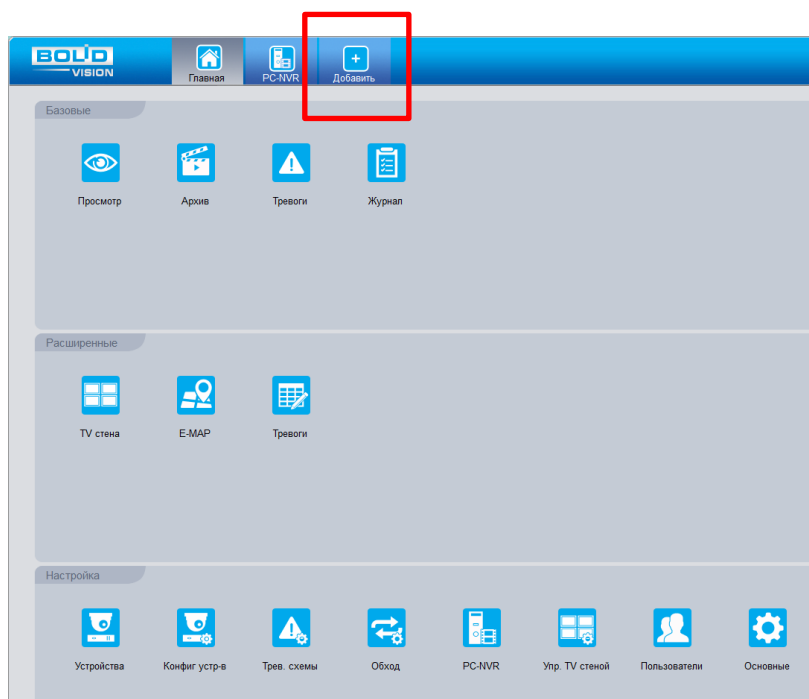 BOLID
VISION
Главная
PC-NVR
Добавить
Базовые
Просмотр
Архив
Тревоги
Журнал
Расширенные
TV стена
E-MAP
Тревоги
Настройка
Устройства
Конфиг устр-в
Трев. схемы
Обход
PC-NVR
Упр. TV стеной
Пользователи
Основные